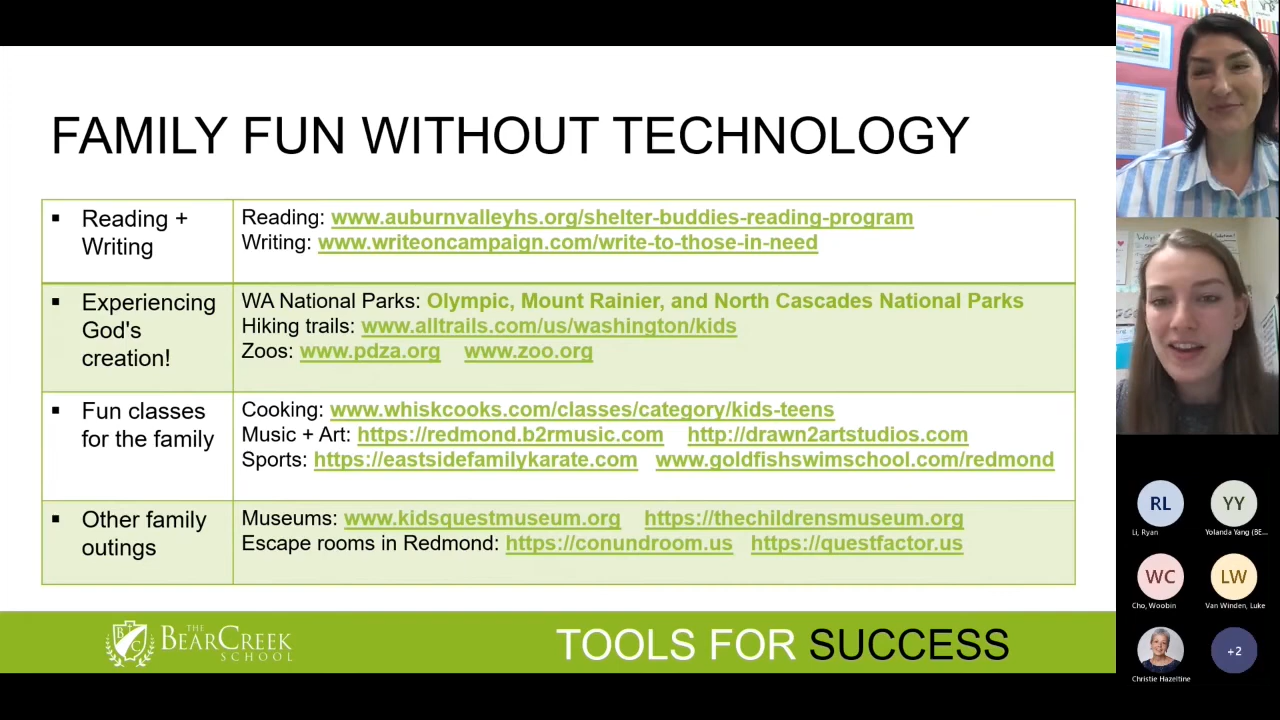 FAMILY FUN WITHOUT TECHNOLOGY
▪ Reading +
Writing
Reading: www.auburnvalleyhs.org/shelter-buddies-reading-program
Writing: www.writeoncampaign.com/write-to-those-in-need
▪ Experiencing
God's
creation!
WA National Parks: Olympic, Mount Rainier, and North Cascades National Parks
Hiking trails: www.alltrails.com/us/washington/kids
Zoos: www.pdza.org www.zoo.org
▪ Fun classes
for the family
Cooking: www.whiskcooks.com/classes/category/kids-teens
Music + Art: https://redmond.b2rmusic.com http://drawn2artstudios.com
Sports: https://eastsidefamilykarate.com www.goldfishswimschool.com/redmond
▪ Other family
outings
Museums: www.kidsquestmuseum.org https://thechildrensmuseum.org
Escape rooms in Redmond: https://conundroom.us https://questfactor.us
THE
BEAR CREEK
SCHOOL
TOOLS FOR SUCCESS
RL
Li, Ryan
YY
Yolanda Yang (BE...
WC
Cho, Woobin
LW
Van Winden, Luke
Christie Hazeltine
+2